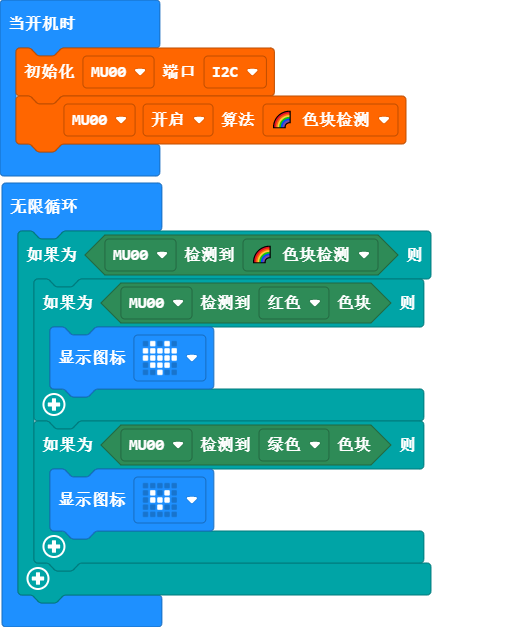 当开机时
初始化 MU00 端口 I2C
MU00 开启 算法 色块检测
无限循环
如果为 MU00 检测到 色块检测 则
如果为 MU00 检测到 红色 色块 则
显示图标
如果为 MU00 检测到 绿色 色块 则
显示图标